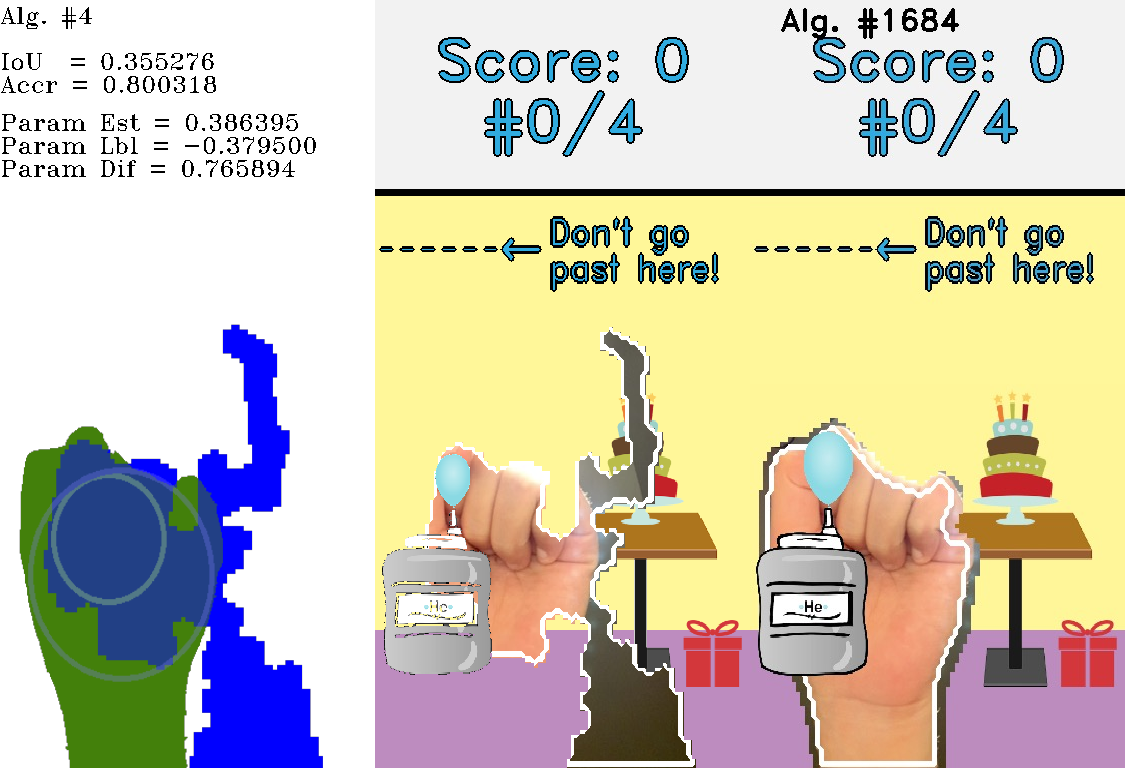 Alg. #4
IoU = 0.355276
Accr = 0.800318
Param Est = 0.386395
Param Lbl = −0.379500
Param Dif = 0.765894
Score: 0
#0/4
Don't go
past here!
He
Alg. #1684
Score: 0
#0/4
Don't go
past here!
He